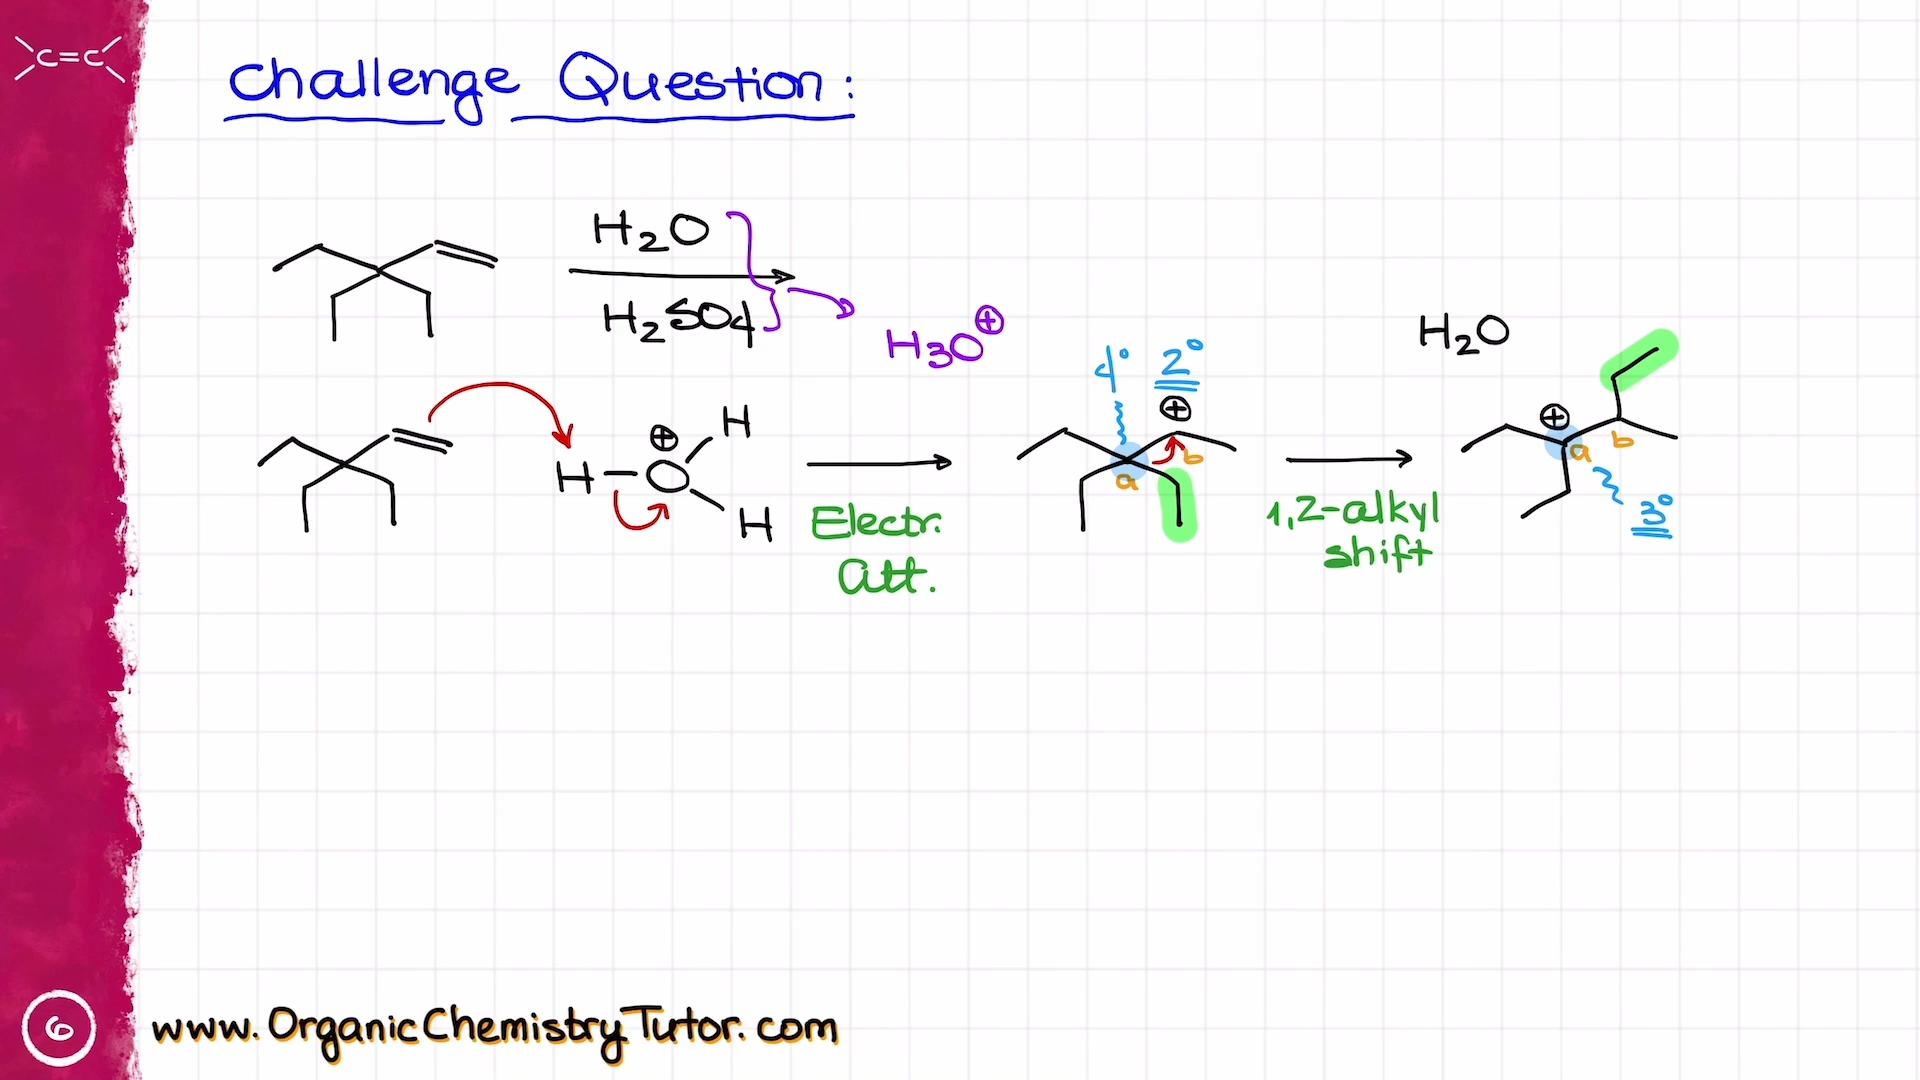 C=C
Challenge Question:
H2O
H2SO4
H3O⊕
H2O
4° 2°
⊕
⊕
H
⊕
H–O
H
a b
a b
3°
Electr.
Att.
1,2-alkyl
shift
6
www.OrganicChemistryTutor.com